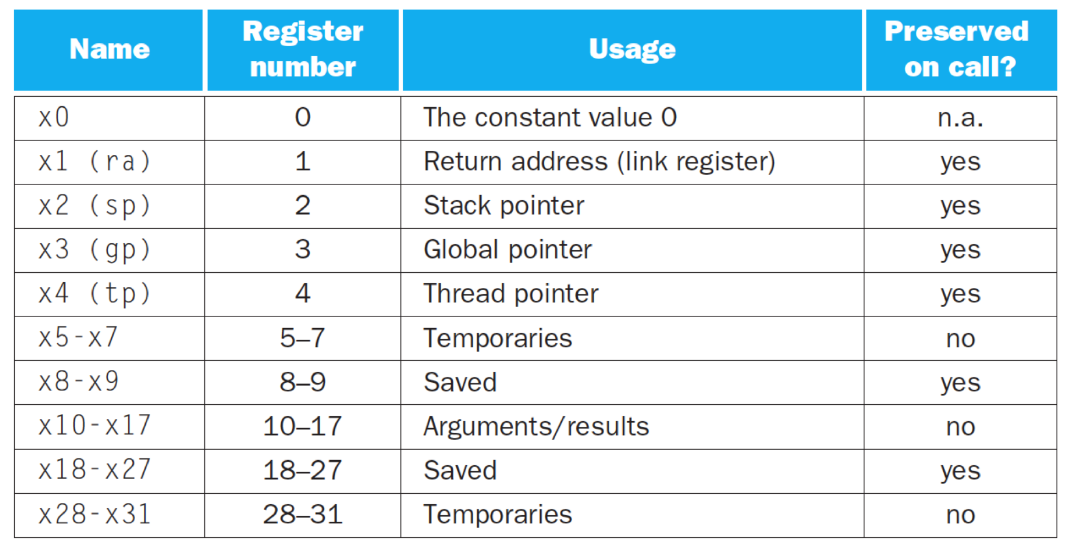 Name Register number Usage Preserved on call?
x0 0 The constant value 0 n.a.
x1 (ra) 1 Return address (link register) yes
x2 (sp) 2 Stack pointer yes
x3 (gp) 3 Global pointer yes
x4 (tp) 4 Thread pointer yes
x5-x7 5–7 Temporaries no
x8-x9 8–9 Saved yes
x10-x17 10–17 Arguments/results no
x18-x27 18–27 Saved yes
x28-x31 28–31 Temporaries no